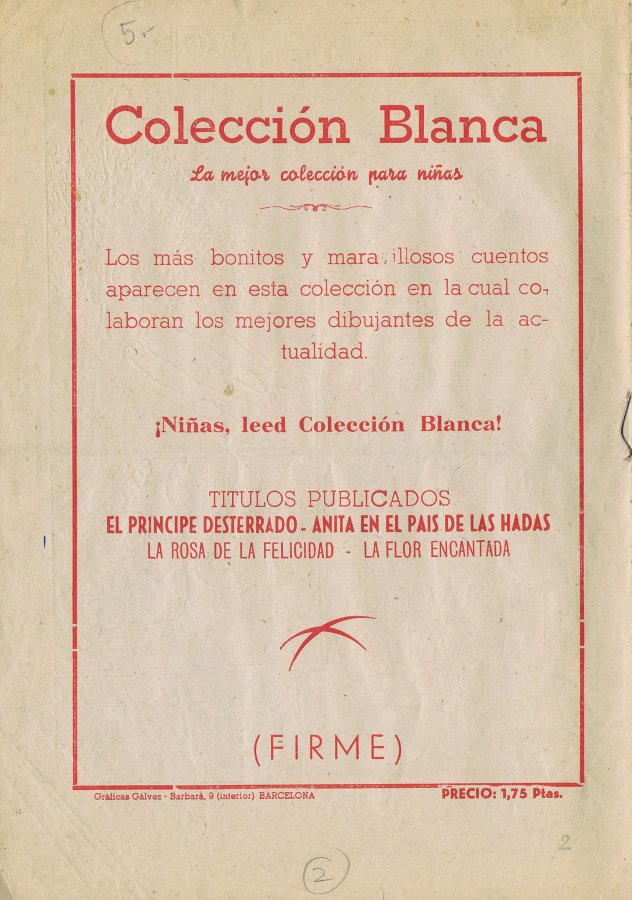 5.-
Colección Blanca
La mejor colección para niñas
Los más bonitos y maravillosos cuentos
aparecen en esta colección en la cual co-
laboran los mejores dibujantes de la ac-
tualidad.
¡Niñas, leed Colección Blanca!
TITULOS PUBLICADOS
EL PRINCIPE DESTERRADO - ANITA EN EL PAIS DE LAS HADAS
LA ROSA DE LA FELICIDAD - LA FLOR ENCANTADA
(FIRME)
Gráficas Gálvez - Barbará, 9 (interior) BARCELONA
PRECIO: 1,75 Ptas.
2
2